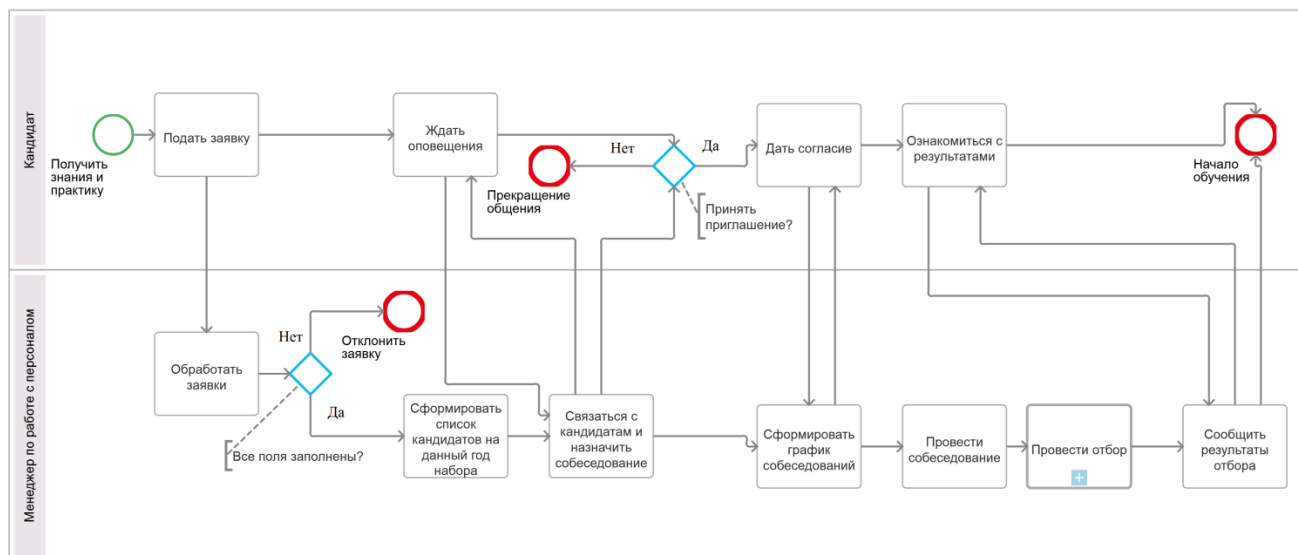 Кандидат
Получить
знания и
практику
Подать заявку
Ждать
оповещения
Нет
Да
Прекращение
общения
Принять
приглашение?
Дать согласие
Ознакомиться с
результатами
Начало
обучения
Менеджер по работе с персоналом
Обработать
заявки
Нет
Отклонить
заявку
Да
Все поля заполнены?
Сформировать
список
кандидатов на
данный год
набора
Связаться с
кандидатам и
назначить
собеседование
Сформировать
график
собеседований
Провести
собеседование
Провести отбор
Сообщить
результаты
отбора